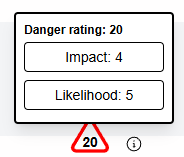 Danger rating: 20
Impact: 4
Likelihood: 5
20
i